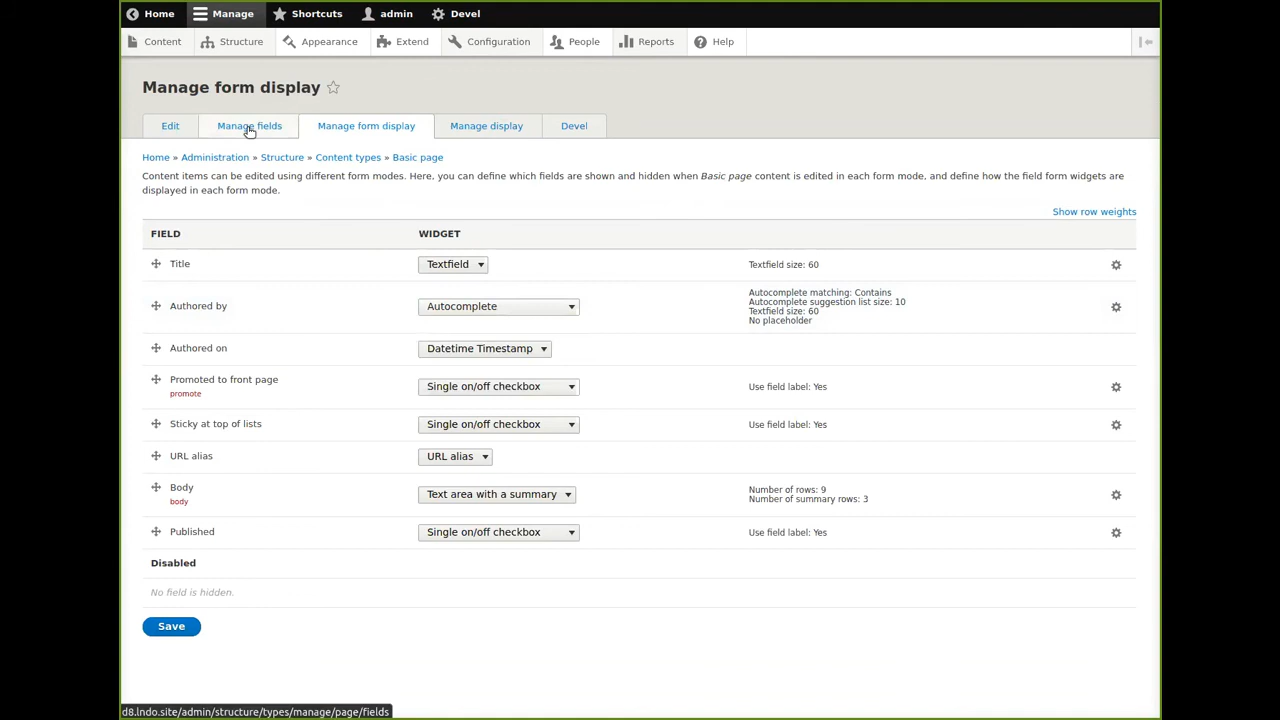 Home Manage Shortcuts admin Devel
Content Structure Appearance Extend Configuration People Reports Help
Manage form display
Edit Manage fields Manage form display Manage display Devel
Home » Administration » Structure » Content types » Basic page
Content items can be edited using different form modes. Here, you can define which fields are shown and hidden when Basic page content is edited in each form mode, and define how the field form widgets are
displayed in each form mode.
Show row weights
FIELD WIDGET
Title Textfield Textfield size: 60
Authored by Autocomplete
Autocomplete matching: Contains
Autocomplete suggestion list size: 10
Textfield size: 60
No placeholder
Authored on Datetime Timestamp
Promoted to front page Single on/off checkbox Use field label: Yes
promote
Sticky at top of lists Single on/off checkbox Use field label: Yes
URL alias URL alias
Body Text area with a summary
body
Number of rows: 9
Number of summary rows: 3
Published Single on/off checkbox Use field label: Yes
Disabled
No field is hidden.
Save
d8.lndo.site/admin/structure/types/manage/page/fields